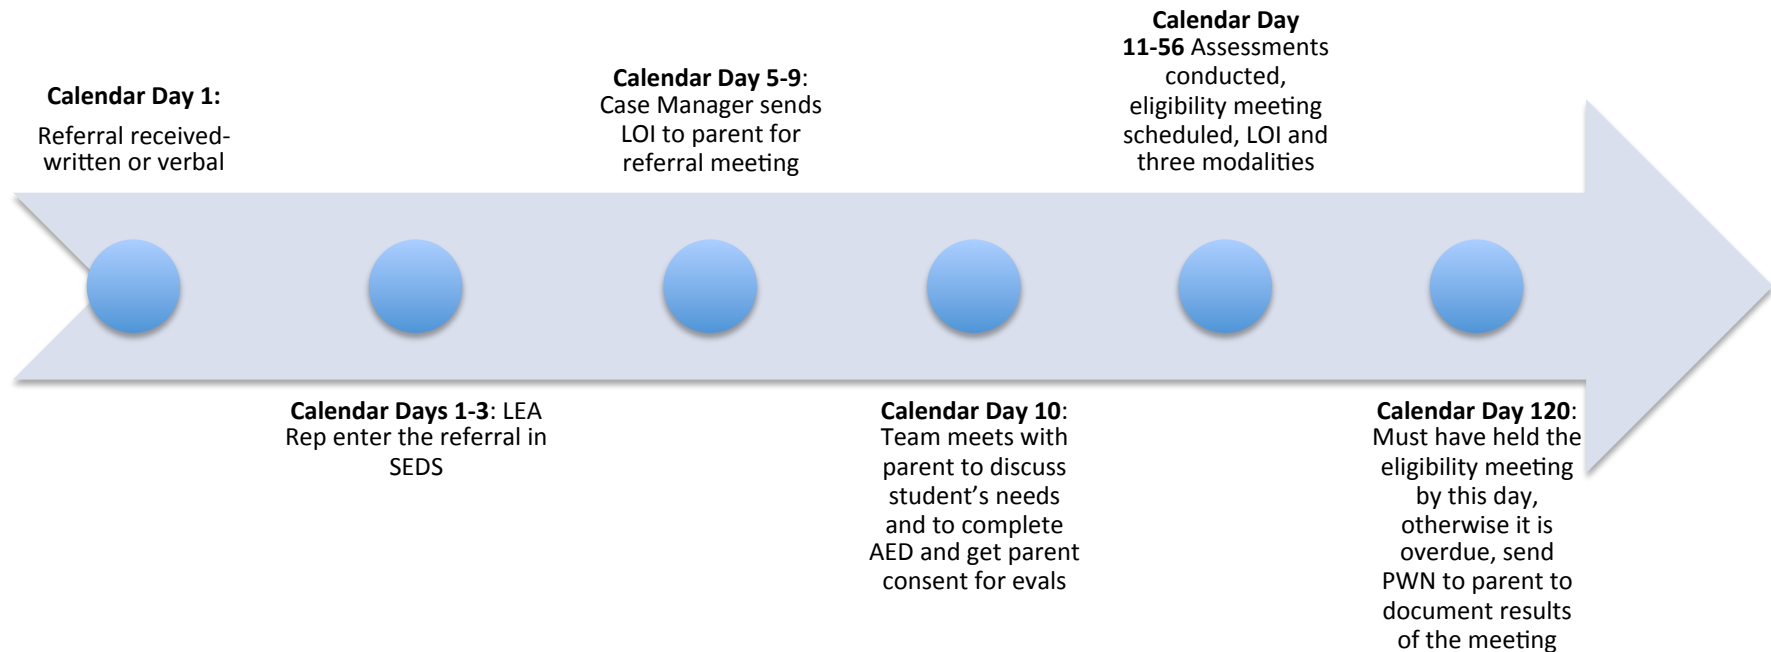 Calendar Day 1:
Referral received-
written or verbal
Calendar Days 1-3: LEA
Rep enter the referral in
SEDS
Calendar Day 5-9:
Case Manager sends
LOI to parent for
referral meeting
Calendar Day 10:
Team meets with
parent to discuss
student’s needs
and to complete
AED and get parent
consent for evals
Calendar Day
11-56 Assessments
conducted,
eligibility meeting
scheduled, LOI and
three modalities
Calendar Day 120:
Must have held the
eligibility meeting
by this day,
otherwise it is
overdue, send
PWN to parent to
document results
of the meeting